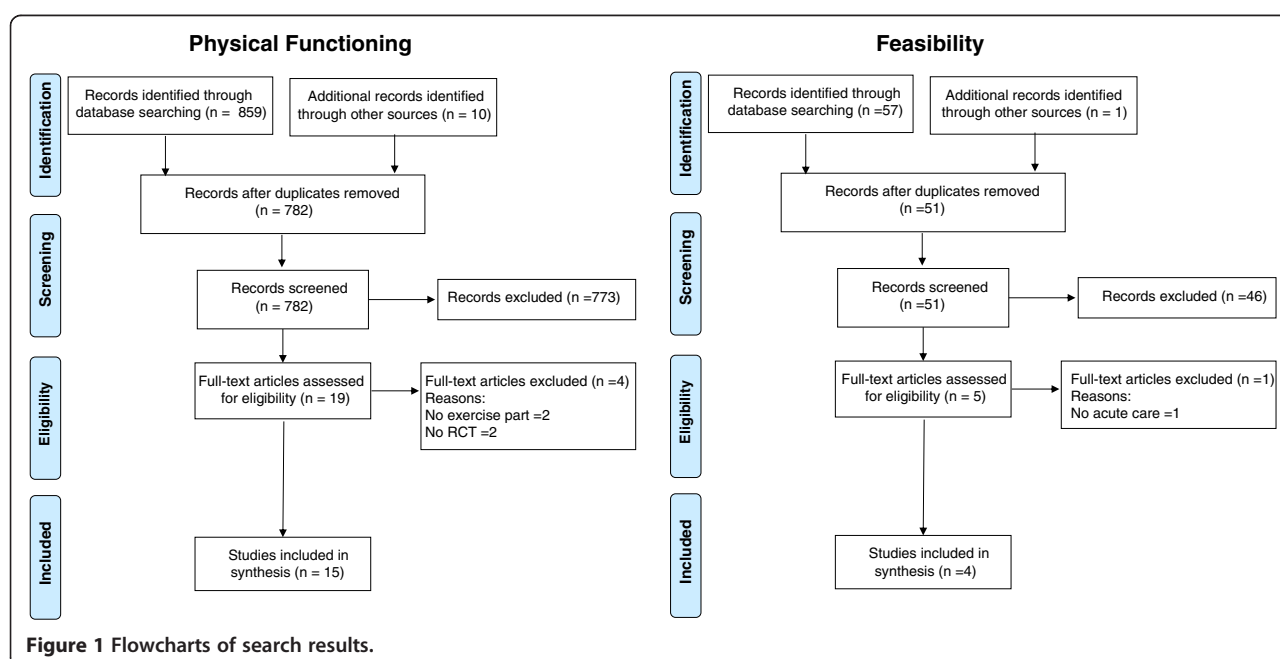 Physical Functioning
Identification
Records identified through
database searching (n = 859)
Additional records identified
through other sources (n = 10)
Records after duplicates removed
(n = 782)
Screening
Records screened
(n = 782)
Records excluded (n =773)
Eligibility
Full-text articles assessed
for eligibility (n = 19)
Full-text articles excluded (n =4)
Reasons:
No exercise part =2
No RCT =2
Included
Studies included in
synthesis (n = 15)
Feasibility
Identification
Records identified through
database searching (n =57)
Additional records identified
through other sources (n = 1)
Records after duplicates removed
(n =51)
Screening
Records screened
(n =51)
Records excluded (n =46)
Eligibility
Full-text articles assessed
for eligibility (n = 5)
Full-text articles excluded (n =1)
Reasons:
No acute care =1
Included
Studies included in
synthesis (n =4)
Figure 1 Flowcharts of search results.